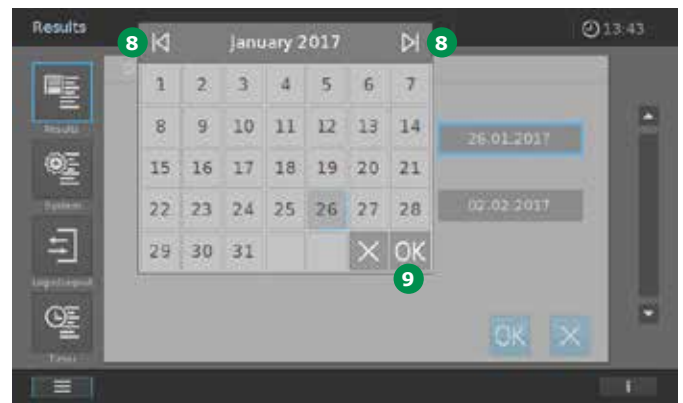 Results
13:43
8
January 2017
8
1 2 3 4 5 6 7
8 9 10 11 12 13 14
15 16 17 18 19 20 21
22 23 24 25 26 27 28
29 30 31 OK
9
26.01.2017
02.02.2017
OK
Results
System
Timer